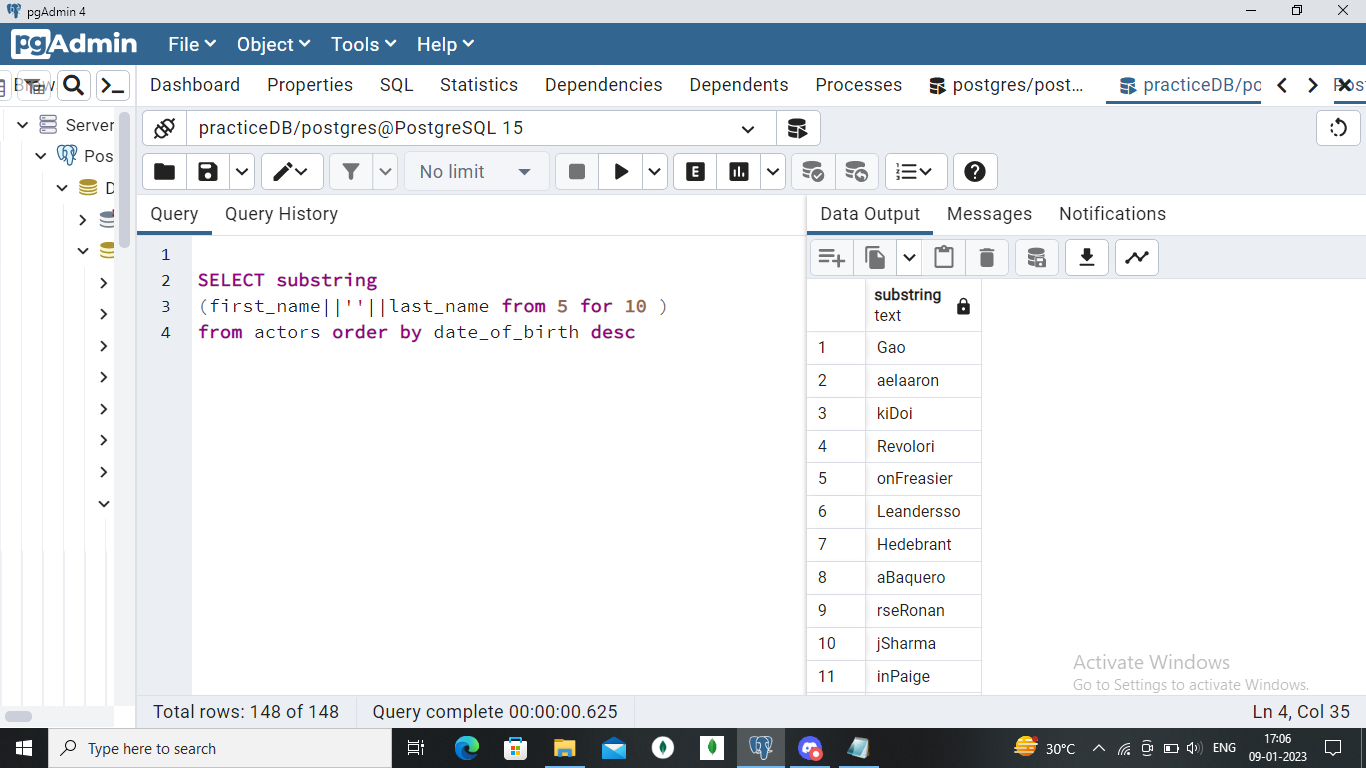 pgAdmin 4
pgAdmin File Object Tools Help
Dashboard Properties SQL Statistics Dependencies Dependents Processes postgres/post... practiceDB/po
Server
Pos
practiceDB/postgres@PostgreSQL 15
No limit
Query Query History
1
2 SELECT substring
3 (first_name||''||last_name from 5 for 10 )
4 from actors order by date_of_birth desc
Data Output Messages Notifications
substring
text
1 Gao
2 aelaaron
3 kiDoi
4 Revolori
5 onFreasier
6 Leandersso
7 Hedebrant
8 aBaquero
9 rseRonan
10 jSharma
11 inPaige
Activate Windows
Go to Settings to activate Windows.
Total rows: 148 of 148 Query complete 00:00:00.625 Ln 4, Col 35
Type here to search 30°C ENG 17:06
09-01-2023